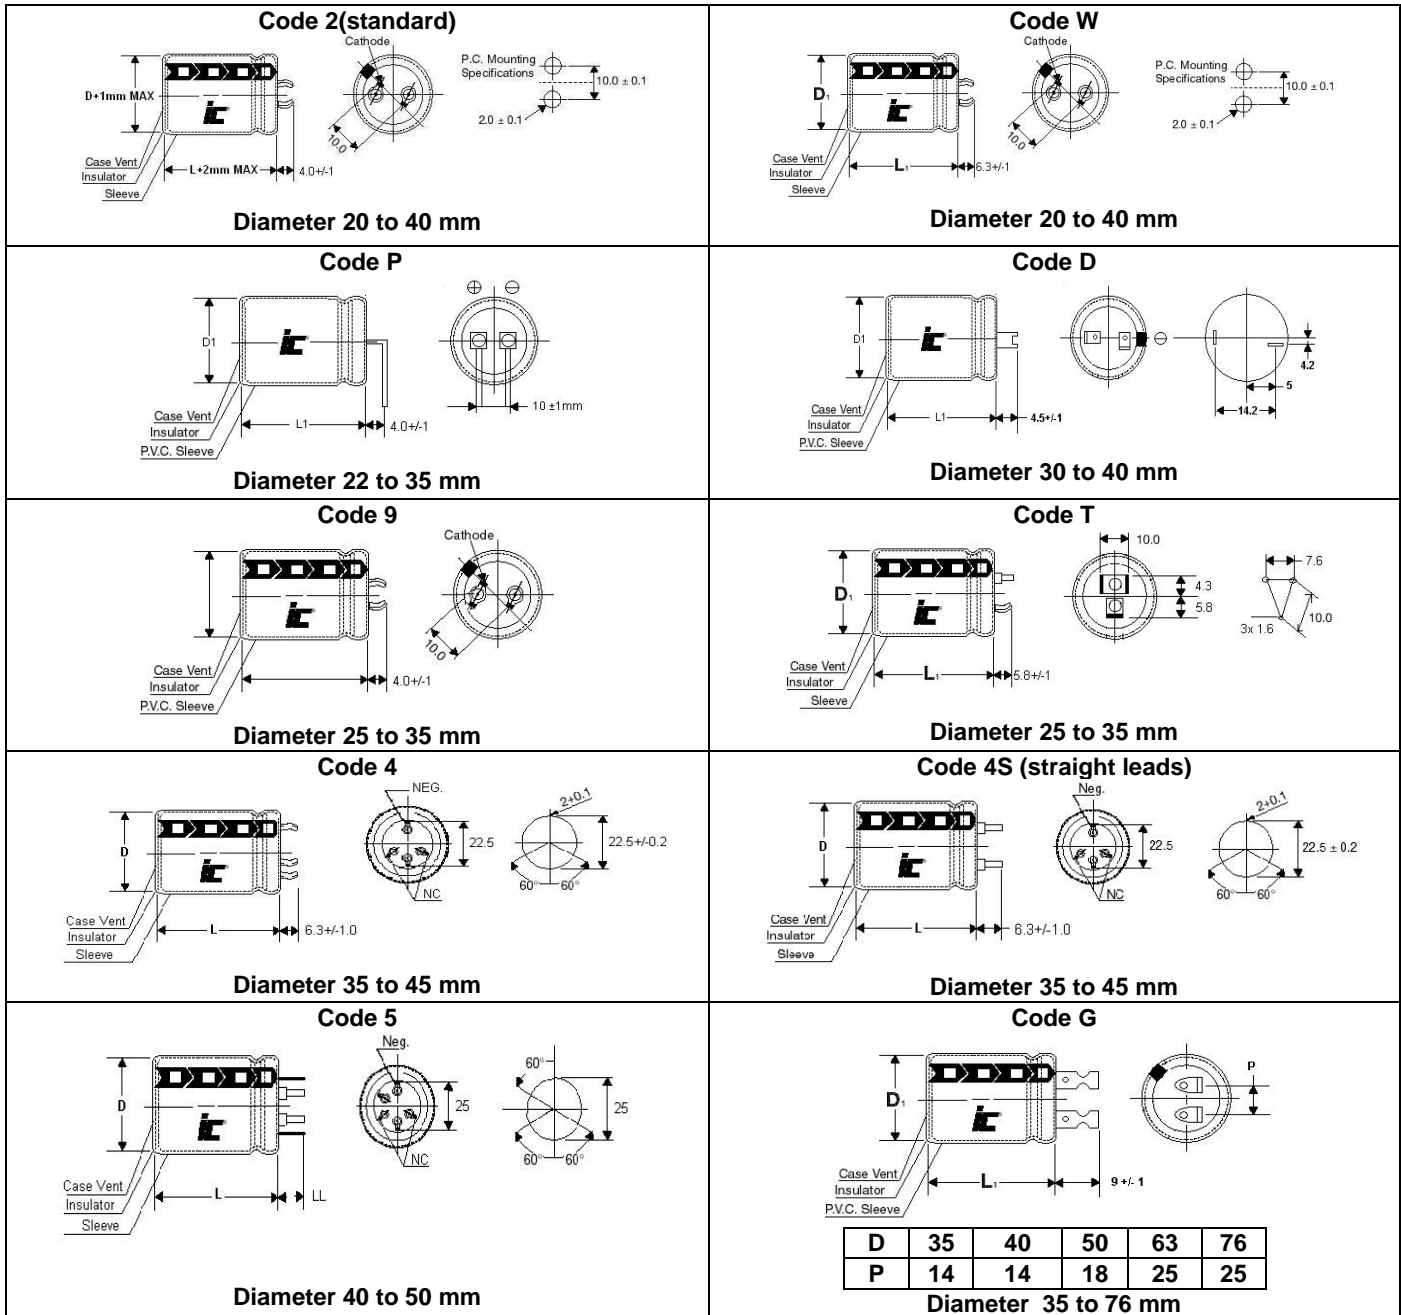 Code 2(standard)
Cathode
P.C. Mounting
Specifications
10.0 ± 0.1
D+1mm MAX
ic
2.0 ± 0.1
10.0
Case Vent
Insulator
Sleeve
L+2mm MAX
4.0+/-1
Diameter 20 to 40 mm
Code W
Cathode
P.C. Mounting
Specifications
10.0 ± 0.1
D1
ic
2.0 ± 0.1
10.0
Case Vent
Insulator
Sleeve
L1
6.3+/-1
Diameter 20 to 40 mm
Code P
D1
ic
10 ±1mm
Case Vent
Insulator
P.V.C. Sleeve
L1
4.0+/-1
Diameter 22 to 35 mm
Code D
D1
ic
4.2
5
14.2
Case Vent
Insulator
P.V.C. Sleeve
L1
4.5+/-1
Diameter 30 to 40 mm
Code 9
Cathode
ic
10.0
Case Vent
Insulator
P.V.C. Sleeve
4.0+/-1
Diameter 25 to 35 mm
Code T
10.0
7.6
D1
4.3
5.8
ic
10.0
3x 1.6
Case Vent
Insulator
Sleeve
L1
5.8+/-1
Diameter 25 to 35 mm
Code 4
NEG.
2+0.1
D
22.5
22.5+/-0.2
ic
60°
60°
NC
Case Vent
Insulator
Sleeve
L
6.3+/-1.0
Diameter 35 to 45 mm
Code 4S (straight leads)
Neg.
2+0.1
D
22.5
22.5 ± 0.2
ic
60°
60°
NC
Case Vent
Insulator
Sleeve
L
6.3+/-1.0
Diameter 35 to 45 mm
Code 5
Neg.
60°
D
25
25
ic
NC
60°
60°
Case Vent
Insulator
Sleeve
L
LL
Diameter 40 to 50 mm
Code G
P
D1
ic
Case Vent
Insulator
P.V.C. Sleeve
L1
9 +/- 1
D 35 40 50 63 76
P 14 14 18 25 25
Diameter 35 to 76 mm